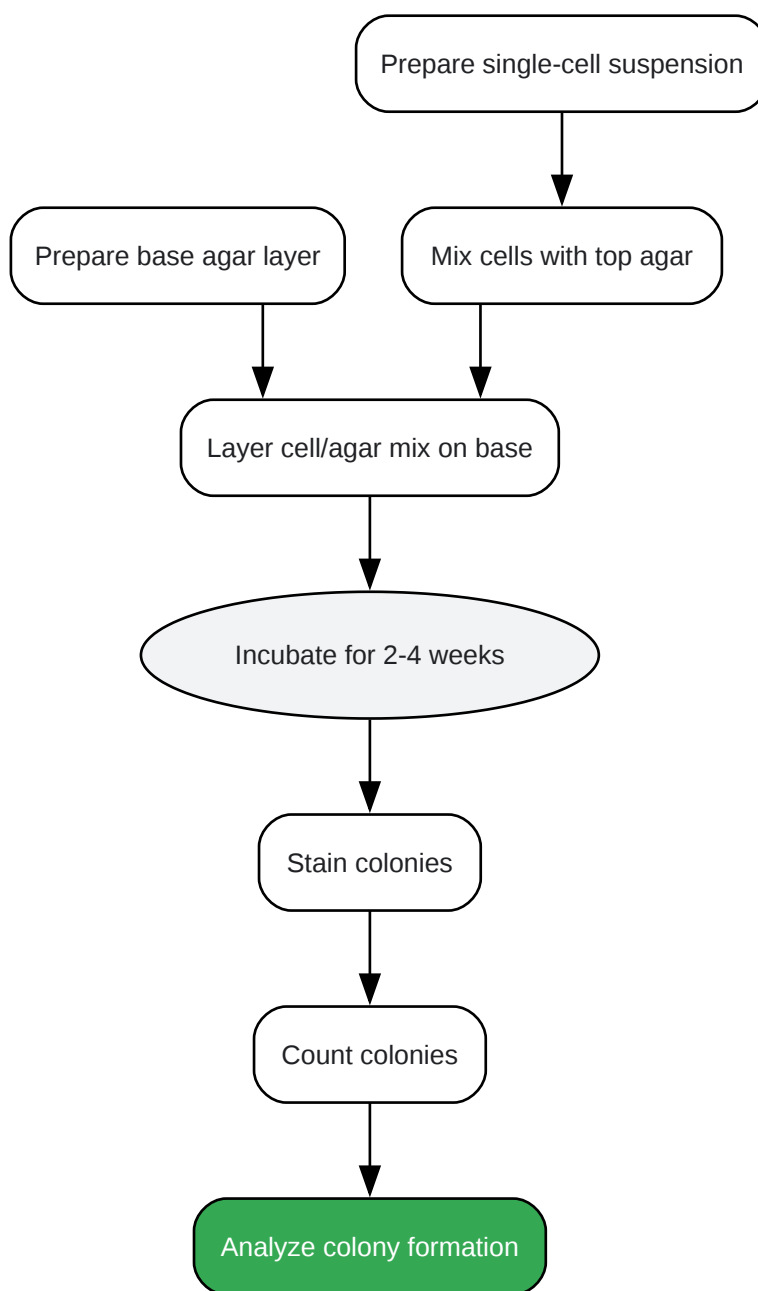 Prepare single-cell suspension
Prepare base agar layer
Mix cells with top agar
Layer cell/agar mix on base
Incubate for 2-4 weeks
Stain colonies
Count colonies
Analyze colony formation